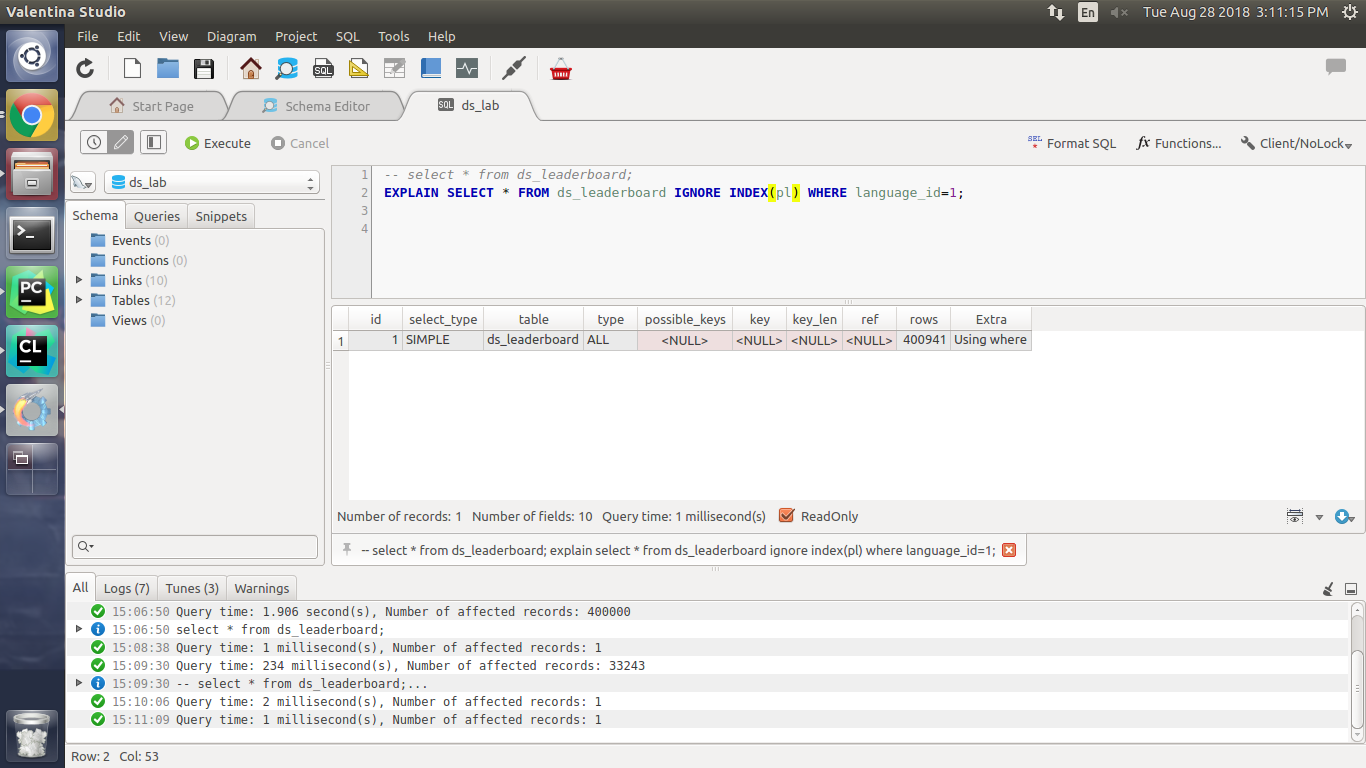 Valentina Studio
En
Tue Aug 28 2018 3:11:15 PM
File Edit View Diagram Project SQL Tools Help
SQL
Start Page
Schema Editor
SQL ds_lab
Execute
Cancel
SEL Format SQL
fx Functions...
Client/NoLock
ds_lab
Schema Queries Snippets
Events (0)
Functions (0)
Links (10)
Tables (12)
Views (0)
1 -- select * from ds_leaderboard;
2 EXPLAIN SELECT * FROM ds_leaderboard IGNORE INDEX(pl) WHERE language_id=1;
3
4
id select_type table type possible_keys key key_len ref rows Extra
1 1 SIMPLE ds_leaderboard ALL <NULL> <NULL> <NULL> <NULL> 400941 Using where
Number of records: 1 Number of fields: 10 Query time: 1 millisecond(s) ReadOnly
-- select * from ds_leaderboard; explain select * from ds_leaderboard ignore index(pl) where language_id=1;
All Logs (7) Tunes (3) Warnings
15:06:50 Query time: 1.906 second(s), Number of affected records: 400000
15:06:50 select * from ds_leaderboard;
15:08:38 Query time: 1 millisecond(s), Number of affected records: 1
15:09:30 Query time: 234 millisecond(s), Number of affected records: 33243
15:09:30 -- select * from ds_leaderboard;...
15:10:06 Query time: 2 millisecond(s), Number of affected records: 1
15:11:09 Query time: 1 millisecond(s), Number of affected records: 1
Row: 2 Col: 53
PC
CL